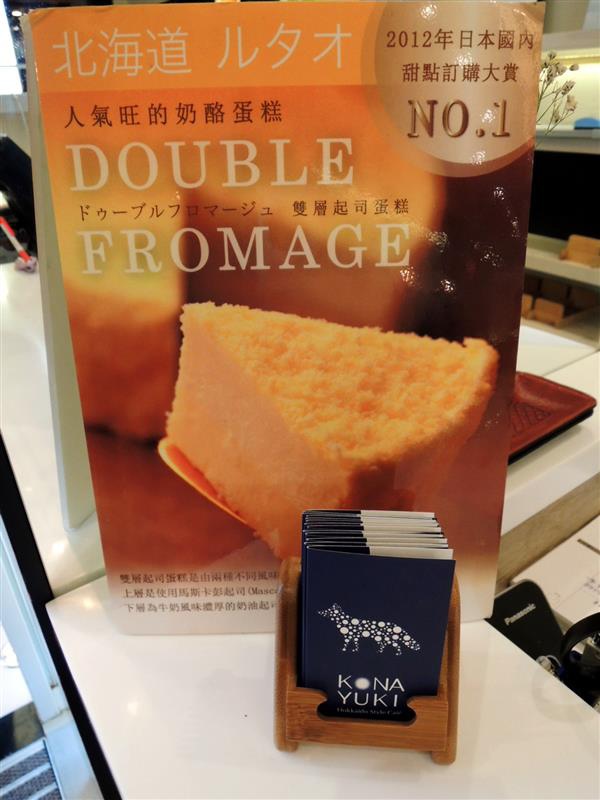 北海道 ルタオ
2012年日本國內
甜點訂購大賞
NO.1
人氣旺的奶酪蛋糕
DOUBLE
ドゥーブルフロマージュ 雙層起司蛋糕
FROMAGE
雙層起司蛋糕是由兩種不同風味
上層是使用馬斯卡彭起司(Masc
下層為牛奶風味濃厚的奶油起司
KONA
YUKI
Hokkaido Style Café
Panasonic